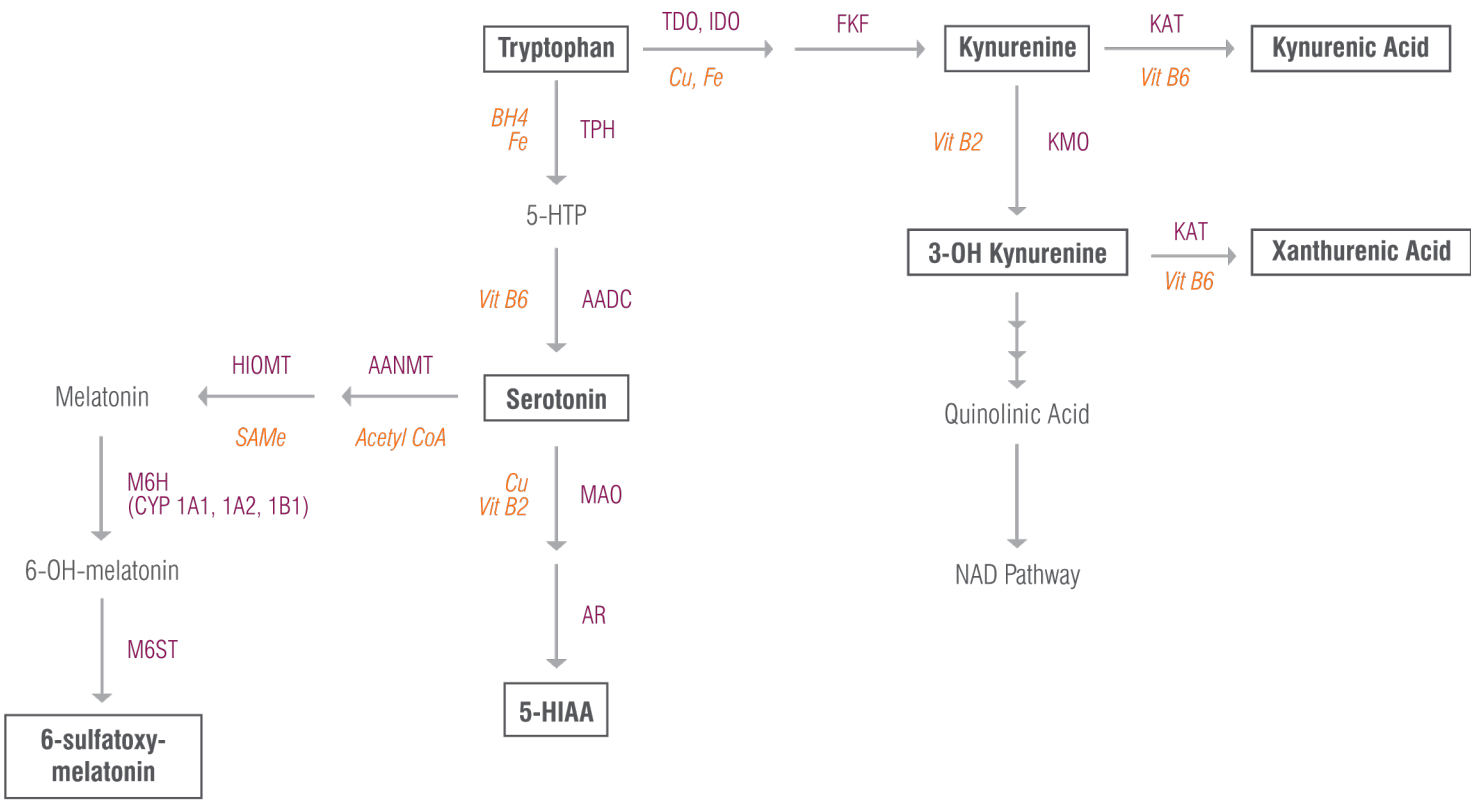 TDO, IDO
FKF
KAT
Tryptophan
Kynurenine
Kynurenic Acid
Cu, Fe
Vit B6
BH4
Fe
TPH
Vit B2
KMO
5-HTP
KAT
3-OH Kynurenine
Xanthurenic Acid
Vit B6
Vit B6
AADC
HIOMT
AANMT
Melatonin
Serotonin
Quinolinic Acid
SAMe
Acetyl CoA
M6H
(CYP 1A1, 1A2, 1B1)
Cu
Vit B2
MAO
6-OH-melatonin
NAD Pathway
AR
M6ST
5-HIAA
6-sulfatoxy-
melatonin